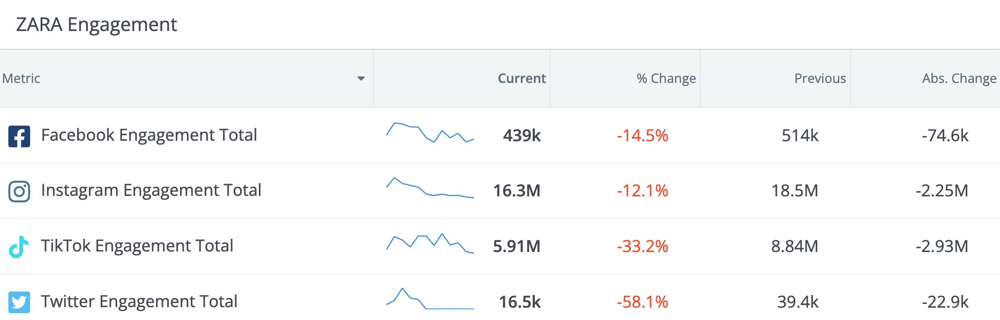 ZARA Engagement
Metric Current % Change Previous Abs. Change
Facebook Engagement Total 439k -14.5% 514k -74.6k
Instagram Engagement Total 16.3M -12.1% 18.5M -2.25M
TikTok Engagement Total 5.91M -33.2% 8.84M -2.93M
Twitter Engagement Total 16.5k -58.1% 39.4k -22.9k